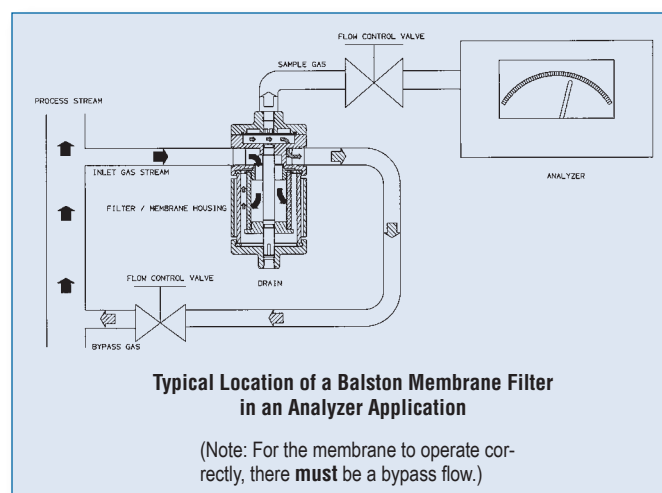 FLOW CONTROL VALVE
SAMPLE GAS
PROCESS STREAM
INLET GAS STREAM
ANALYZER
FILTER / MEMBRANE HOUSING
DRAIN
FLOW CONTROL VALVE
BYPASS GAS
Typical Location of a Balston Membrane Filter
in an Analyzer Application
(Note: For the membrane to operate cor-
rectly, there must be a bypass flow.)